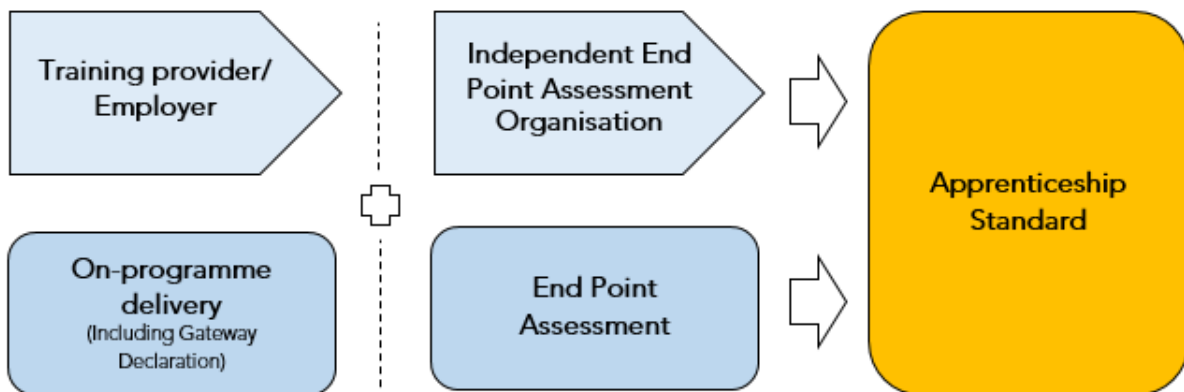 Training provider/
Employer
Independent End
Point Assessment
Organisation
Apprenticeship
Standard
On-programme
delivery
(Including Gateway
Declaration)
End Point
Assessment